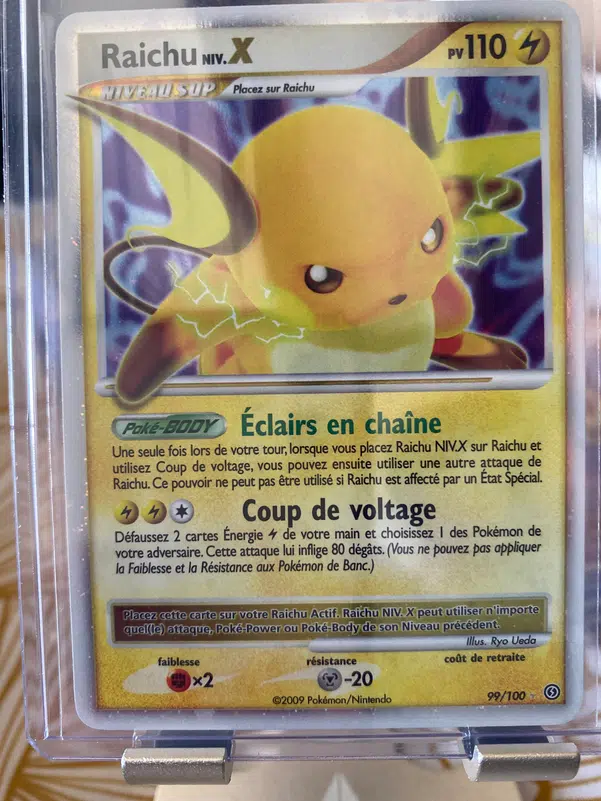 Raichu NIV.X PV 110
NIVEAU SUP Placez sur Raichu
Poké-BODY Éclairs en chaîne
Une seule fois lors de votre tour, lorsque vous placez Raichu NIV.X sur Raichu et
utilisez Coup de voltage, vous pouvez ensuite utiliser une autre attaque de
Raichu. Ce pouvoir ne peut pas être utilisé si Raichu est affecté par un État Spécial.
Coup de voltage
Défaussez 2 cartes Énergie de votre main et choisissez 1 des Pokémon de
votre adversaire. Cette attaque lui inflige 80 dégâts. (Vous ne pouvez pas appliquer
la Faiblesse et la Résistance aux Pokémon de Banc.)
Placez cette carte sur votre Raichu Actif. Raichu NIV. X peut utiliser n'importe
quel(le) attaque, Poké-Power ou Poké-Body de son Niveau précédent.
Illus. Ryo Ueda
faiblesse résistance coût de retraite
×2 -20
©2009 Pokémon/Nintendo 99/100